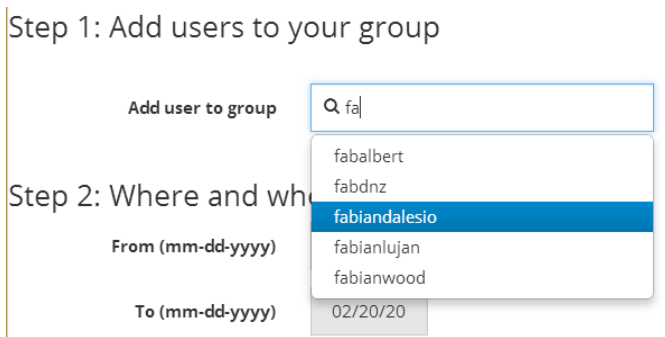 Step 1: Add users to your group
Add user to group
fa
fabalbert
fabdnz
fabiandalesio
fabianlujan
fabianwood
Step 2: Where and
From (mm-dd-yyyy)
To (mm-dd-yyyy)
02/20/20